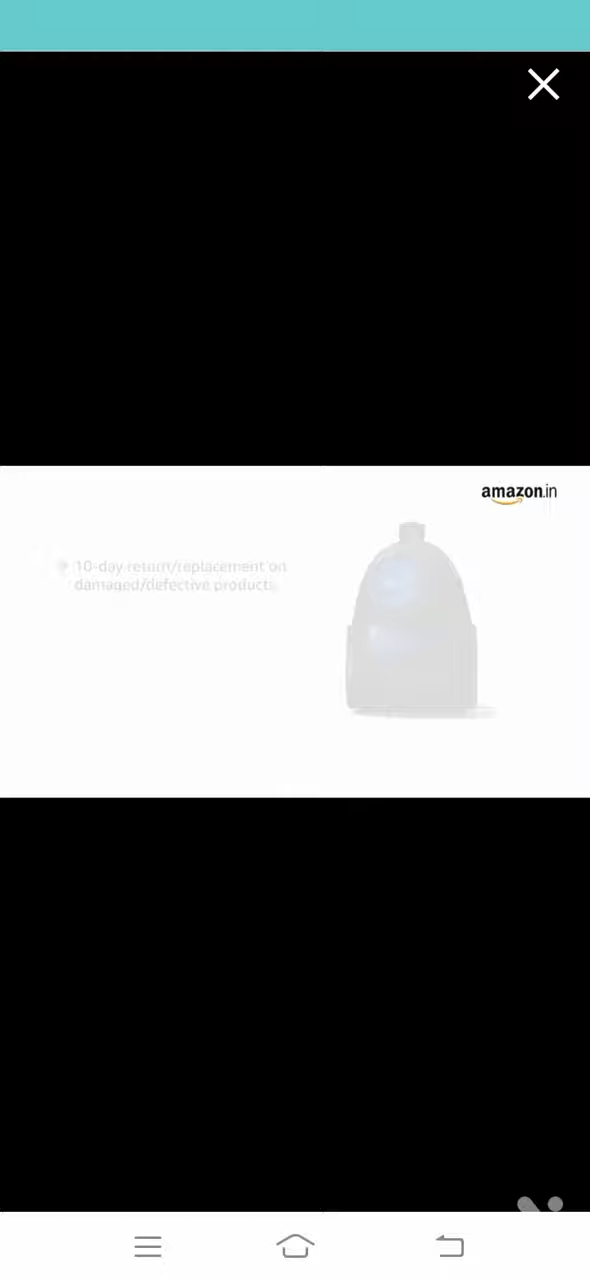 amazon.in
10-day return/replacement on
damaged/defective products